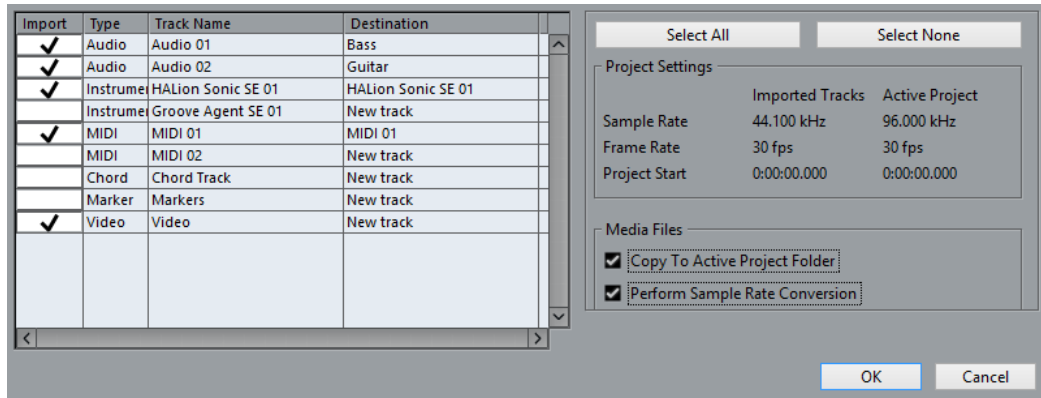 Import Type Track Name Destination
Audio Audio 01 Bass
Audio Audio 02 Guitar
Instrumen HALion Sonic SE 01 HALion Sonic SE 01
Instrumen Groove Agent SE 01 New track
MIDI MIDI 01 MIDI 01
MIDI MIDI 02 New track
Chord Chord Track New track
Marker Markers New track
Video Video New track
Select All Select None
Project Settings
Imported Tracks Active Project
Sample Rate 44.100 kHz 96.000 kHz
Frame Rate 30 fps 30 fps
Project Start 0:00:00.000 0:00:00.000
Media Files
Copy To Active Project Folder
Perform Sample Rate Conversion
OK Cancel